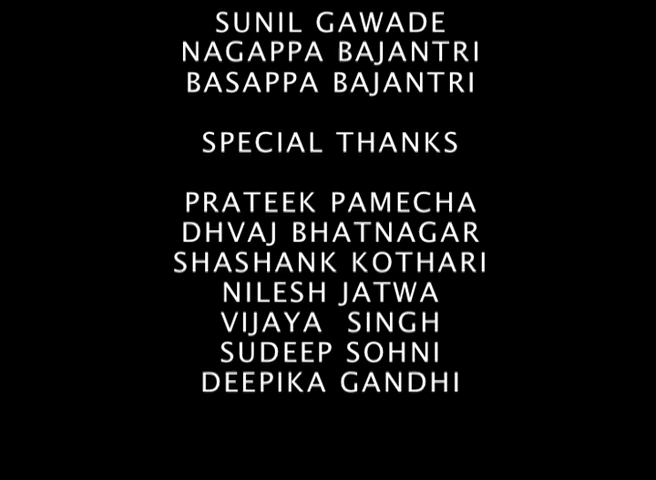 SUNIL GAWADE
NAGAPPA BAJANTRI
BASAPPA BAJANTRI
SPECIAL THANKS
PRATEEK PAMECHA
DHVAJ BHATNAGAR
SHASHANK KOTHARI
NILESH JATWA
VIJAYA  SINGH
SUDEEP SOHNI
DEEPIKA GANDHI